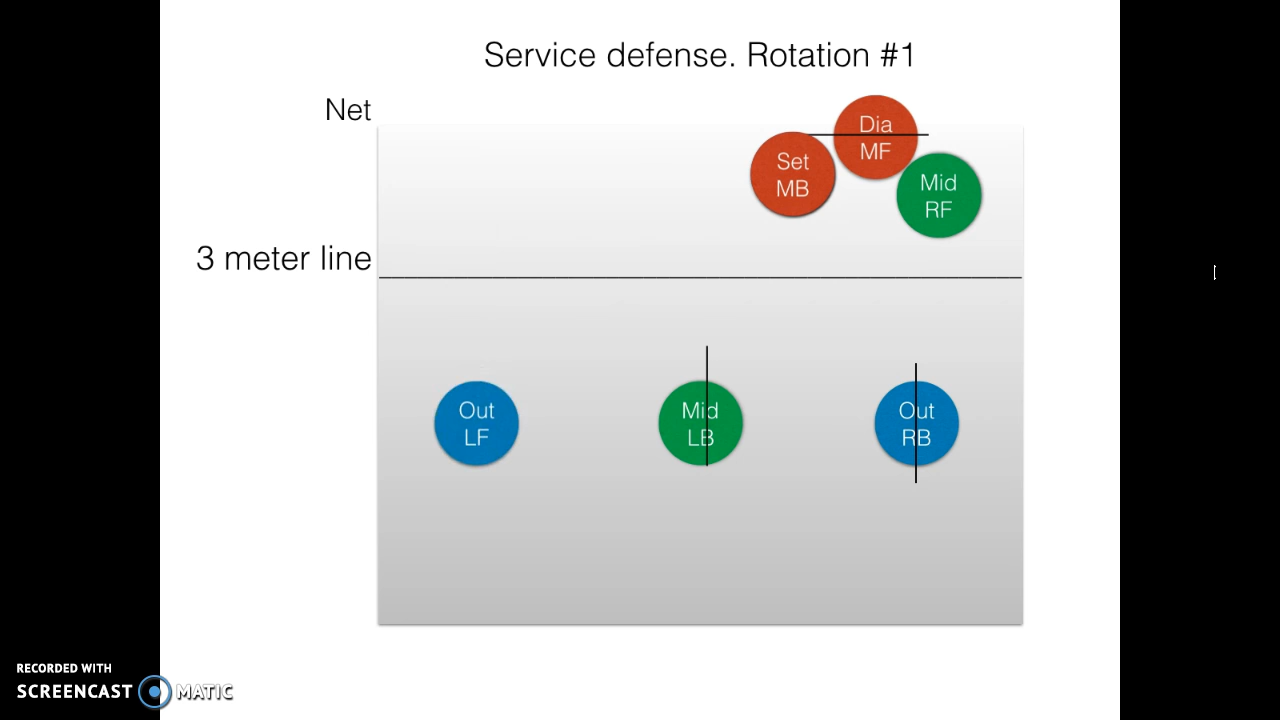 Service defense. Rotation #1
Net
Dia
MF
Set
MB
Mid
RF
3 meter line
Out
LF
Mid
LB
Out
RB
RECORDED WITH
SCREENCAST MATIC